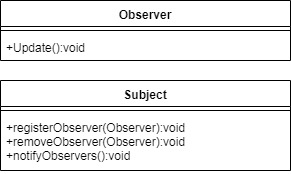 Observer
+Update():void
Subject
+registerObserver(Observer):void
+removeObserver(Observer):void
+notifyObservers():void